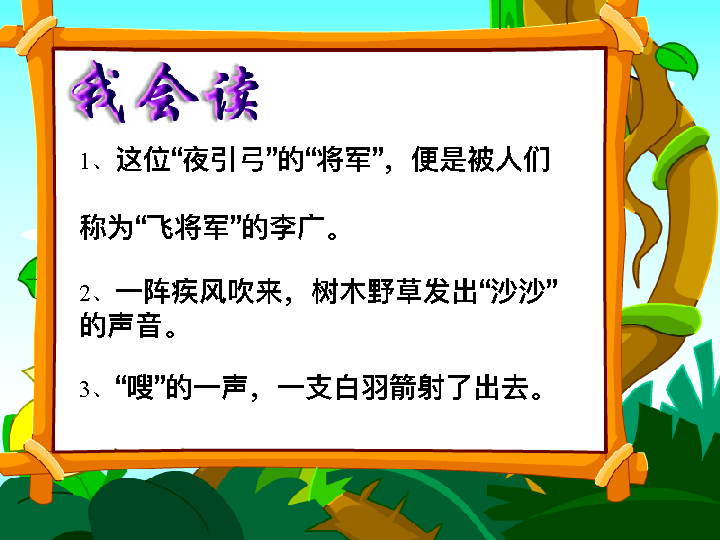 我会读
1、这位“夜引弓”的“将军”，便是被人们
称为“飞将军”的李广。
2、一阵疾风吹来，树木野草发出“沙沙”
的声音。
3、“嗖”的一声，一支白羽箭射了出去。